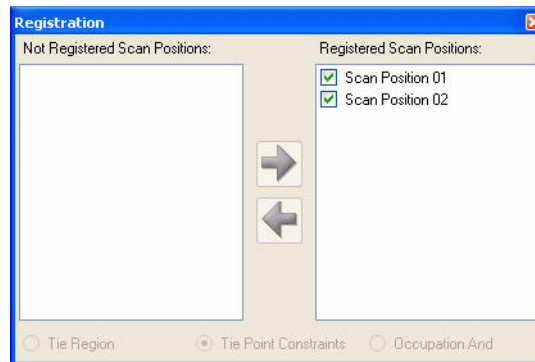 Registration
Not Registered Scan Positions: Registered Scan Positions:
Scan Position 01
Scan Position 02
Tie Region Tie Point Constraints Occupation And